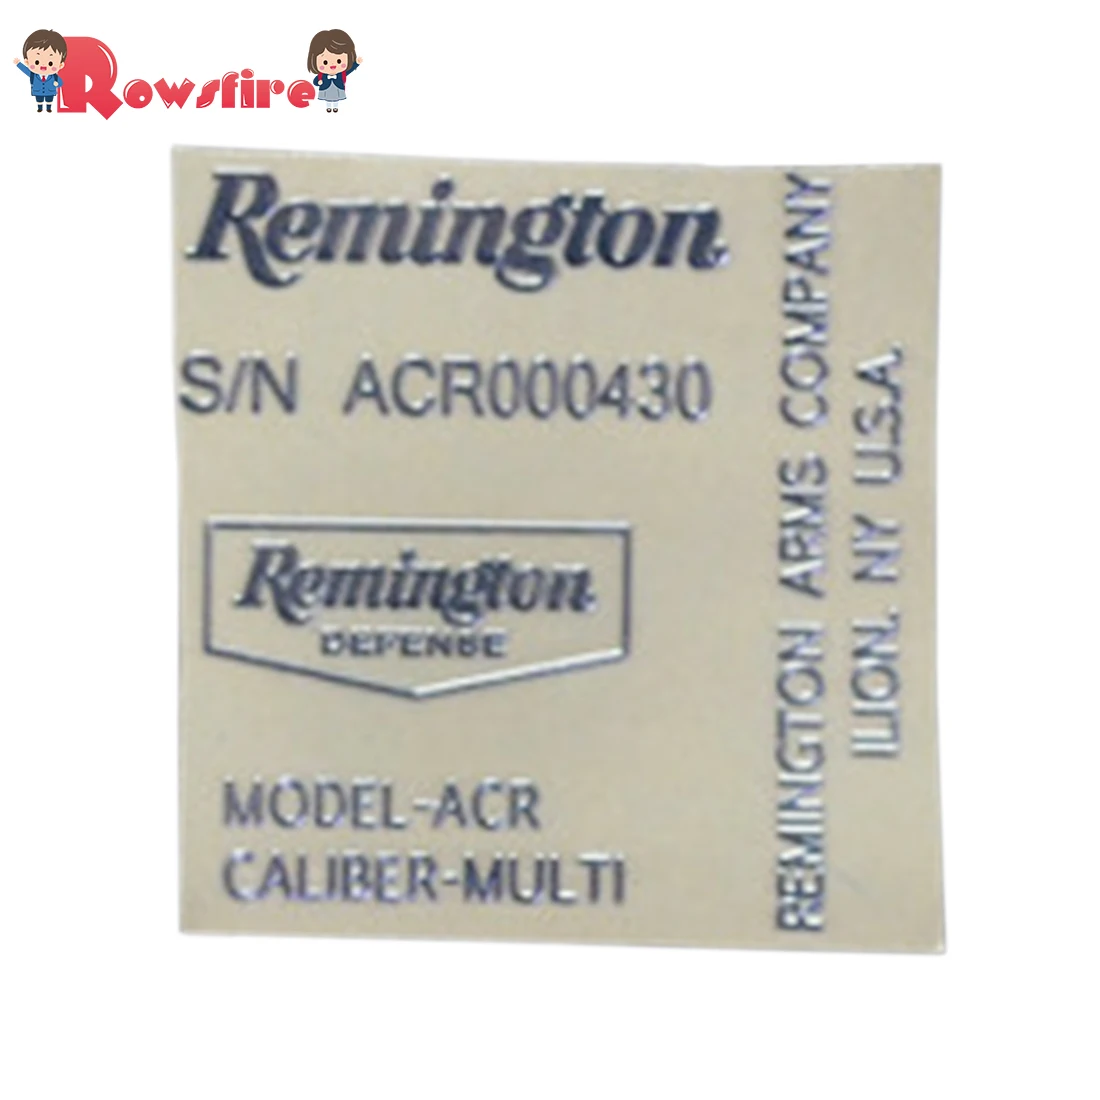 Rowsfire
Remington
S/N ACR000430
Remington
DEFENSE
MODEL-ACR
CALIBER-MULTI
REMINGTON ARMS COMPANY
ILION. NY U.S.A.